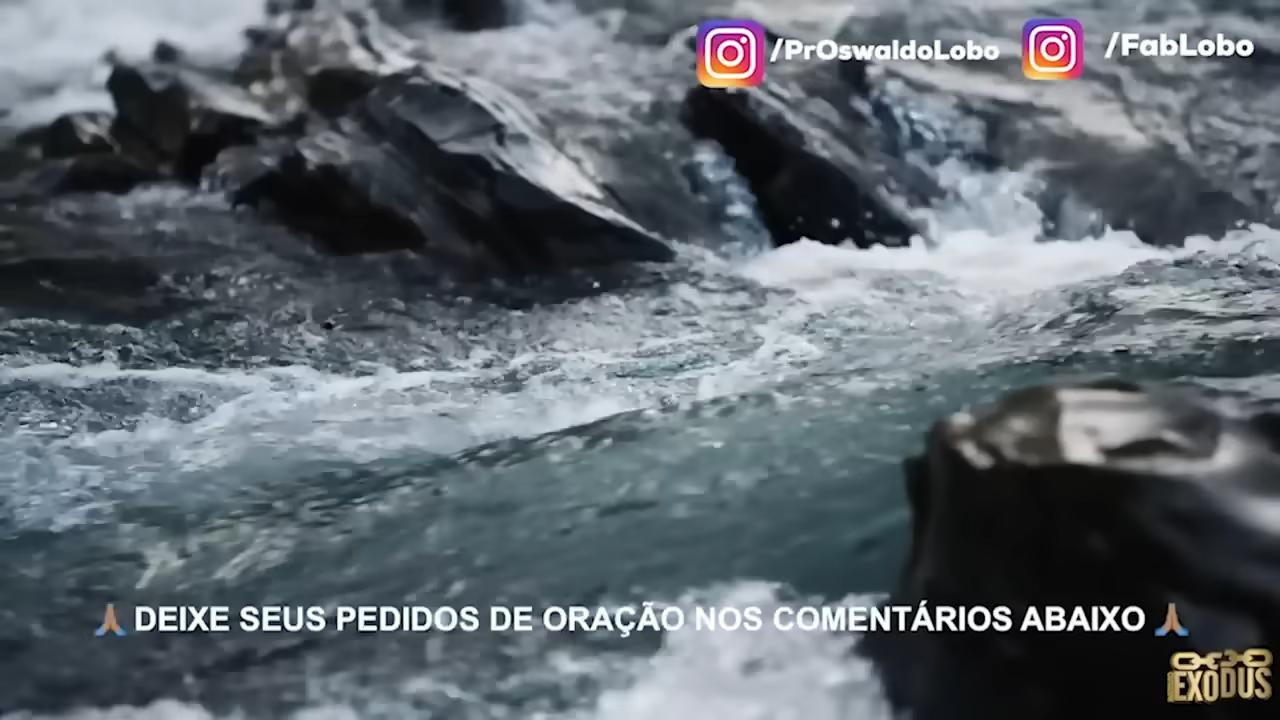 /PrOswaldoLobo /FabLobo
🙏🏽 DEIXE SEUS PEDIDOS DE ORAÇÃO NOS COMENTÁRIOS ABAIXO 🙏🏽
EXODUS